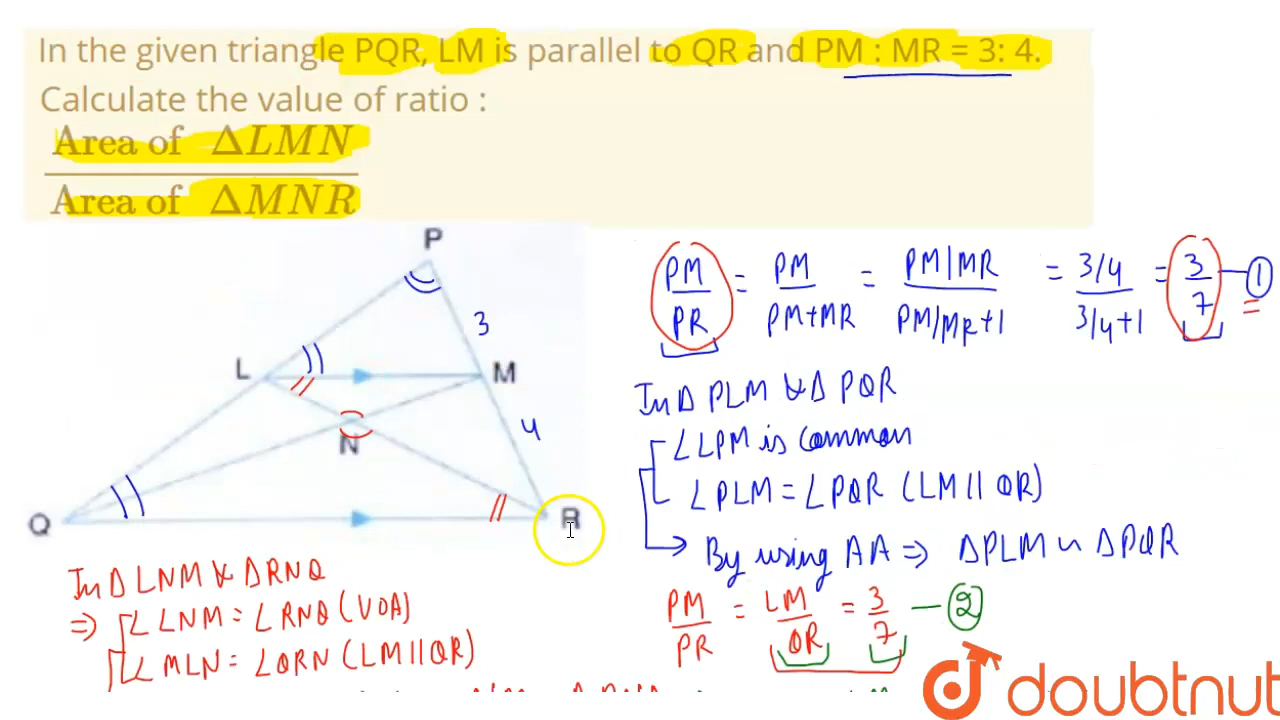 In the given triangle PQR, LM is parallel to QR and PM : MR = 3: 4.
Calculate the value of ratio :
Area of ΔLMN
Area of ΔMNR
P
3
L
M
4
N
Q
R
PM/PR = PM/PM+MR = PM/MR/PM/MR+1 = 3/4/3/4+1 = 3/7 — 1
In Δ PLM & Δ PQR
∠LPM is common
∠PLM = ∠PQR (LM || QR)
By using AA ⇒ ΔPLM ~ ΔPQR
PM/PR = LM/QR = 3/7 — 2
In Δ LNM & ΔRNQ
⇒ ∠LNM = ∠RNQ (VOA)
∠MLN = ∠QRN (LM||QR)
doubtnut